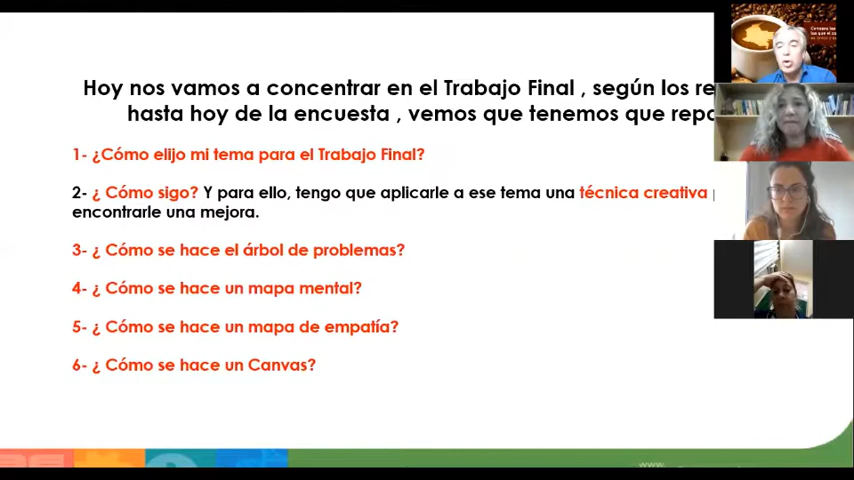 Hoy nos vamos a concentrar en el Trabajo Final , según los
hasta hoy de la encuesta , vemos que tenemos que
1- ¿Cómo elijo mi tema para el Trabajo Final?
2- ¿ Cómo sigo? Y para ello, tengo que aplicarle a ese tema una técnica creativa
encontrarle una mejora.
3- ¿ Cómo se hace el árbol de problemas?
4- ¿ Cómo se hace un mapa mental?
5- ¿ Cómo se hace un mapa de empatía?
6- ¿ Cómo se hace un Canvas?
www.